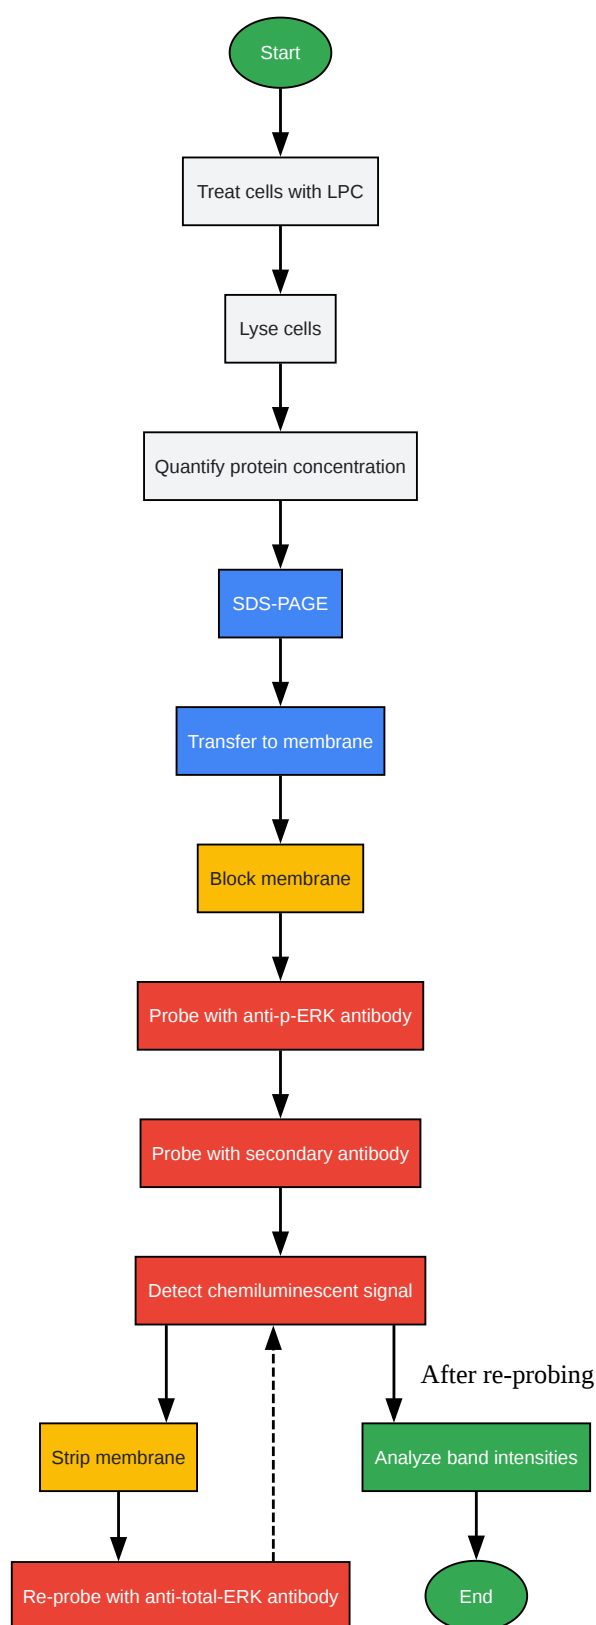 Start
Treat cells with LPC
Lyse cells
Quantify protein concentration
SDS-PAGE
Transfer to membrane
Block membrane
Probe with anti-p-ERK antibody
Probe with secondary antibody
Detect chemiluminescent signal
After re-probing
Strip membrane
Analyze band intensities
Re-probe with anti-total-ERK antibody
End